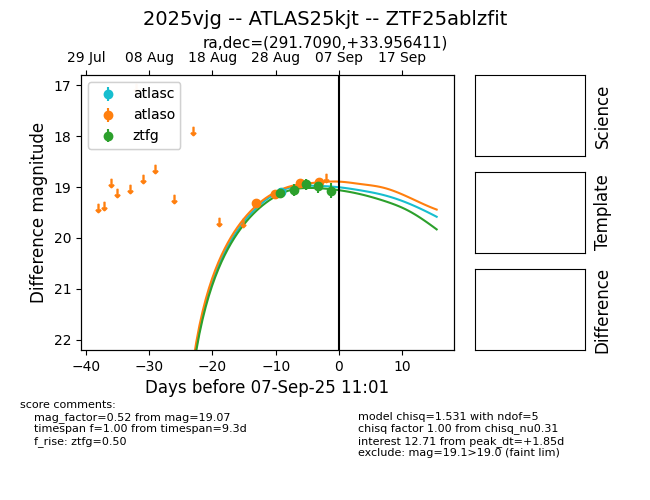 2025vjg -- ATLAS25kjt -- ZTF25ablzfit
ra,dec=(291.7090,+33.956411)
29 Jul 08 Aug 18 Aug 28 Aug 07 Sep 17 Sep
atlasc
atlaso
ztfg
Difference magnitude
17
18
19
20
21
22
−40 −30 −20 −10 0 10
Days before 07-Sep-25 11:01
Science
Template
Difference
score comments:
mag_factor=0.52 from mag=19.07
timespan f=1.00 from timespan=9.3d
f_rise: ztfg=0.50
model chisq=1.531 with ndof=5
chisq factor 1.00 from chisq_nu0.31
interest 12.71 from peak_dt=+1.85d
exclude: mag=19.1>19.0 (faint lim)